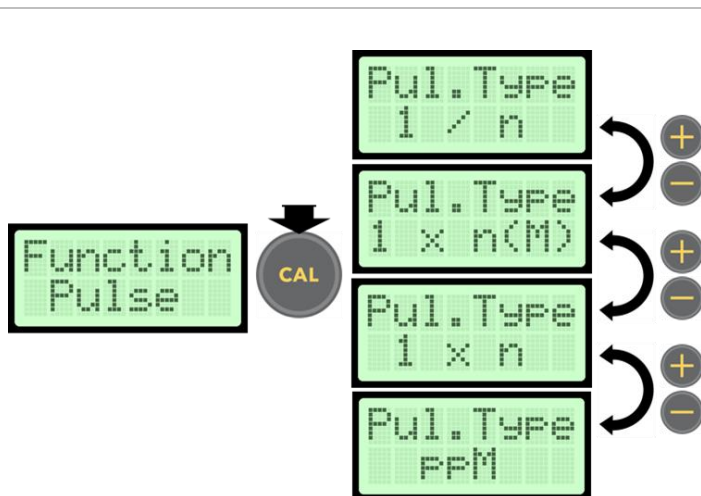 Function
Pulse
CAL
Pul.Type
1 / n
+
−
Pul.Type
1 x n(M)
+
−
Pul.Type
1 x n
+
−
Pul.Type
ppM